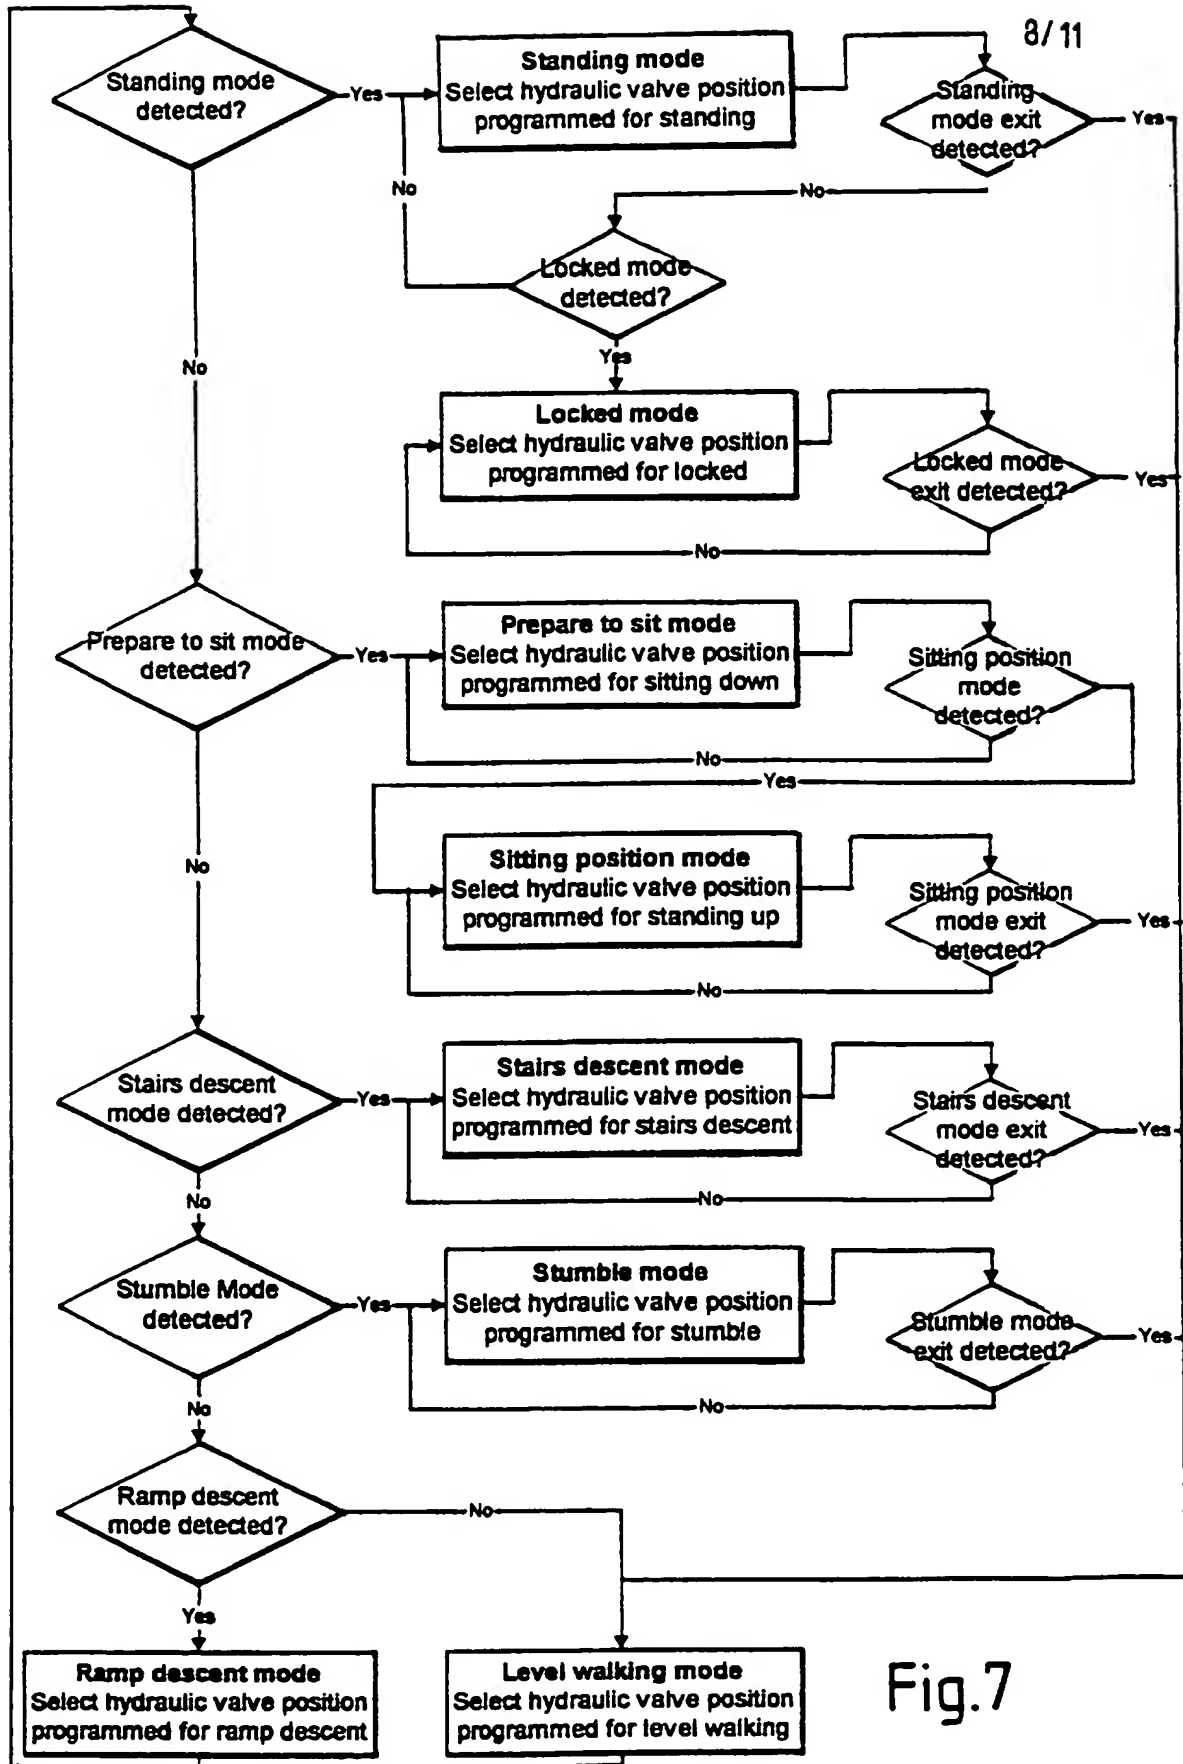 8/11
Standing mode
detected?
Yes
Standing mode
Select hydraulic valve position
programmed for standing
Standing
mode exit
detected?
Yes
No
No
Locked mode
detected?
Yes
No
Locked mode
Select hydraulic valve position
programmed for locked
Locked mode
exit detected?
Yes
No
Prepare to sit mode
detected?
Yes
Prepare to sit mode
Select hydraulic valve position
programmed for sitting down
Sitting position
mode
detected?
No
Yes
No
Sitting position mode
Select hydraulic valve position
programmed for standing up
Sitting position
mode exit
detected?
Yes
No
Stairs descent
mode detected?
Yes
Stairs descent mode
Select hydraulic valve position
programmed for stairs descent
Stairs descent
mode exit
detected?
Yes
No
No
Stumble Mode
detected?
Yes
Stumble mode
Select hydraulic valve position
programmed for stumble
Stumble mode
exit detected?
Yes
No
No
Ramp descent
mode detected?
No
Yes
Ramp descent mode
Select hydraulic valve position
programmed for ramp descent
Level walking mode
Select hydraulic valve position
programmed for level walking
Fig.7